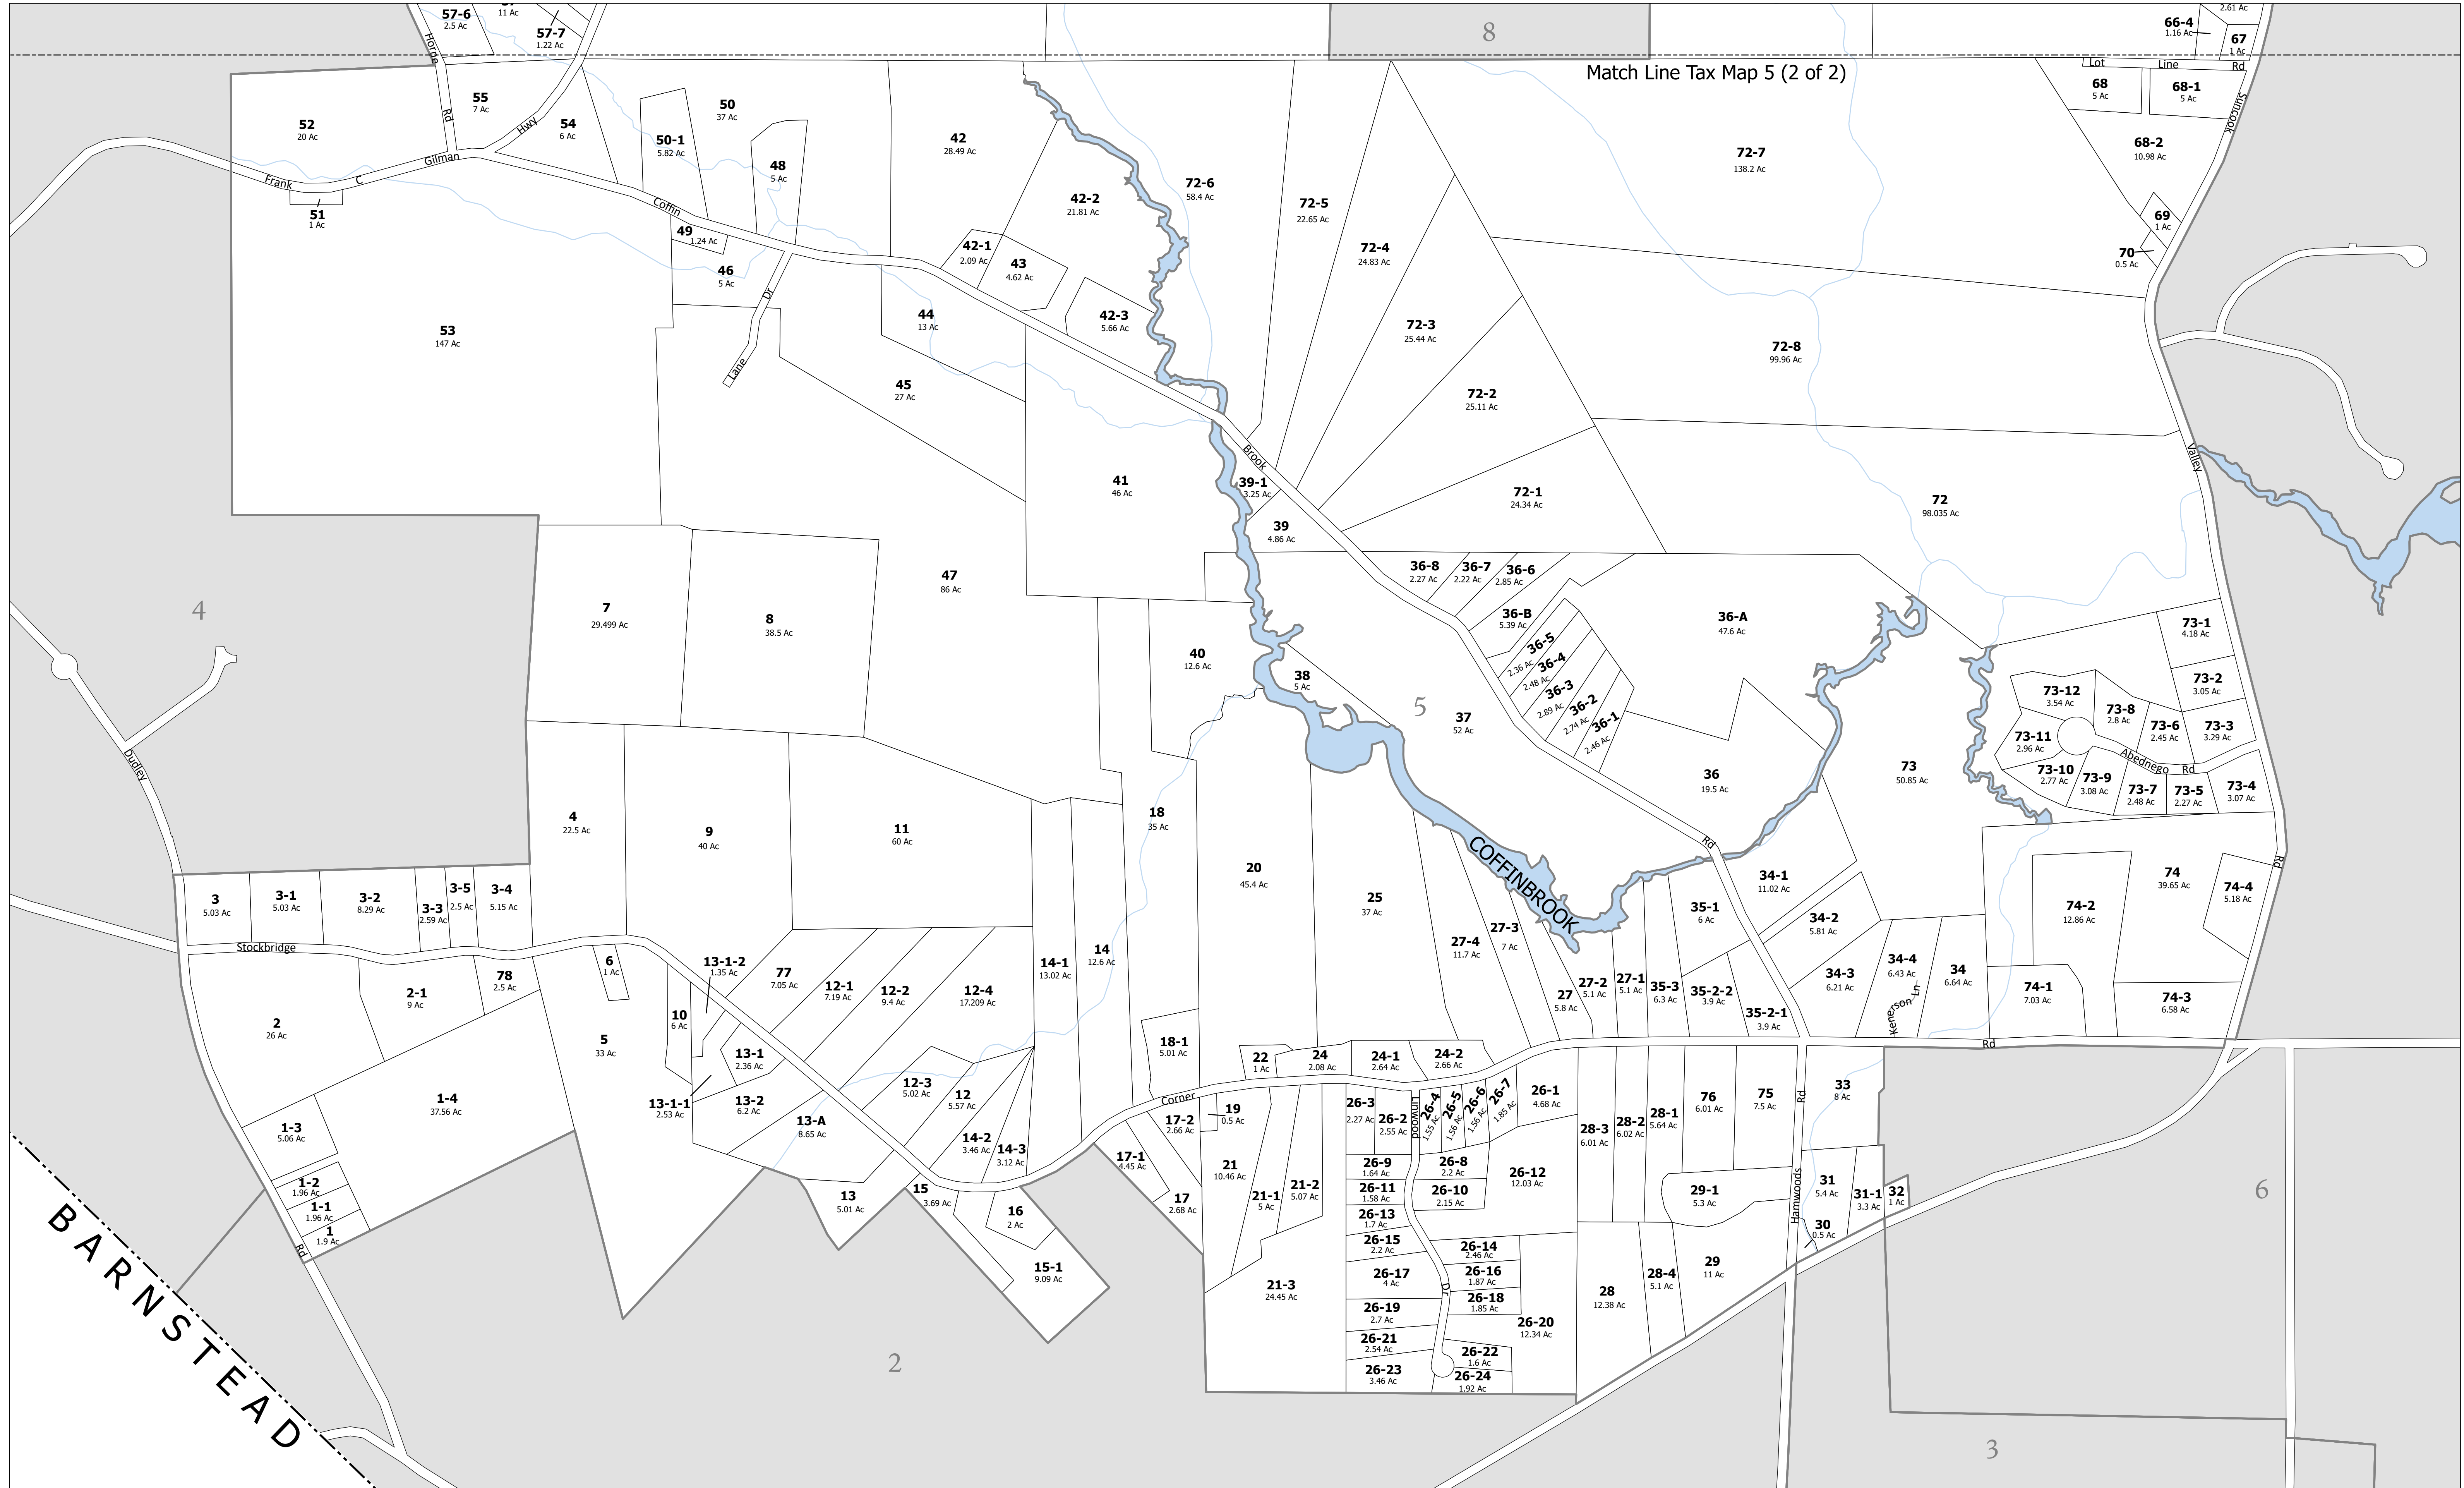 57-6
2.5 Ac
11 Ac
57-7
1.22 Ac
8
66-4
1.16 Ac
2.61 Ac
67
1 Ac
Match Line Tax Map 5 (2 of 2)
Lot Line Rd
Horne Rd
52
20 Ac
55
7 Ac
54
6 Ac
50
37 Ac
50-1
5.82 Ac
48
5 Ac
42
28.49 Ac
42-2
21.81 Ac
72-6
58.4 Ac
72-5
22.65 Ac
72-7
138.2 Ac
68
5 Ac
68-1
5 Ac
68-2
10.98 Ac
Suncook Valley Rd
69
1 Ac
70
0.5 Ac
Frank C Gilman Hwy
51
1 Ac
Coffin Brook Rd
49
1.24 Ac
46
5 Ac
42-1
2.09 Ac
43
4.62 Ac
72-4
24.83 Ac
53
147 Ac
Lane Dr
44
13 Ac
42-3
5.66 Ac
72-3
25.44 Ac
72-8
99.96 Ac
45
27 Ac
72-2
25.11 Ac
41
46 Ac
39-1
3.25 Ac
39
4.86 Ac
72-1
24.34 Ac
72
98.035 Ac
4
7
29.499 Ac
8
38.5 Ac
47
86 Ac
36-8
2.27 Ac
36-7
2.22 Ac
36-6
2.85 Ac
36-B
5.39 Ac
36-A
47.6 Ac
36-5
2.36 Ac
36-4
2.48 Ac
36-3
2.89 Ac
36-2
2.74 Ac
36-1
2.46 Ac
40
12.6 Ac
38
5 Ac
5
37
52 Ac
73-1
4.18 Ac
73-2
3.05 Ac
73-12
3.54 Ac
73-8
2.8 Ac
73-6
2.45 Ac
73-3
3.29 Ac
73-11
2.96 Ac
Abednego Rd
73-10
2.77 Ac
73-9
3.08 Ac
73-7
2.48 Ac
73-5
2.27 Ac
73-4
3.07 Ac
Dudley Rd
36
19.5 Ac
73
50.85 Ac
4
22.5 Ac
9
40 Ac
11
60 Ac
18
35 Ac
20
45.4 Ac
25
37 Ac
COFFINBROOK
34-1
11.02 Ac
74
39.65 Ac
74-4
5.18 Ac
74-2
12.86 Ac
3
5.03 Ac
3-1
5.03 Ac
3-2
8.29 Ac
3-3
2.59 Ac
3-5
2.5 Ac
3-4
5.15 Ac
Stockbridge Corner Rd
27-4
11.7 Ac
27-3
7 Ac
35-1
6 Ac
34-2
5.81 Ac
6
1 Ac
13-1-2
1.35 Ac
77
7.05 Ac
12-1
7.19 Ac
12-2
9.4 Ac
12-4
17.209 Ac
14-1
13.02 Ac
14
12.6 Ac
27
5.8 Ac
27-2
5.1 Ac
27-1
5.1 Ac
35-3
6.3 Ac
35-2-2
3.9 Ac
35-2-1
3.9 Ac
34-3
6.21 Ac
34-4
6.43 Ac
Kenerson Ln
34
6.64 Ac
74-1
7.03 Ac
74-3
6.58 Ac
2-1
9 Ac
78
2.5 Ac
2
26 Ac
5
33 Ac
10
6 Ac
13-1
2.36 Ac
18-1
5.01 Ac
22
1 Ac
24
2.08 Ac
24-1
2.64 Ac
24-2
2.66 Ac
1-4
37.56 Ac
13-1-1
2.53 Ac
13-2
6.2 Ac
13-A
8.65 Ac
12-3
5.02 Ac
12
5.57 Ac
14-2
3.46 Ac
14-3
3.12 Ac
17-2
2.66 Ac
19
0.5 Ac
26-3
2.27 Ac
26-2
2.55 Ac
Linwood Dr
26-4
1.55 Ac
26-5
1.56 Ac
26-6
1.56 Ac
26-7
1.85 Ac
26-1
4.68 Ac
28-3
6.01 Ac
28-2
6.02 Ac
28-1
5.64 Ac
76
6.01 Ac
75
7.5 Ac
Hamwoods Rd
33
8 Ac
1-3
5.06 Ac
1-2
1.96 Ac
1-1
1.96 Ac
1
1.9 Ac
13
5.01 Ac
15
3.69 Ac
16
2 Ac
15-1
9.09 Ac
17-1
4.45 Ac
17
2.68 Ac
21
10.46 Ac
21-1
5 Ac
21-2
5.07 Ac
21-3
24.45 Ac
26-9
1.64 Ac
26-8
2.2 Ac
26-11
1.58 Ac
26-10
2.15 Ac
26-12
12.03 Ac
26-13
1.7 Ac
26-15
2.2 Ac
26-14
2.46 Ac
26-17
4 Ac
26-16
1.87 Ac
26-18
1.85 Ac
26-19
2.7 Ac
26-20
12.34 Ac
26-21
2.54 Ac
26-22
1.6 Ac
26-23
3.46 Ac
26-24
1.92 Ac
29-1
5.3 Ac
29
11 Ac
28
12.38 Ac
28-4
5.1 Ac
31
5.4 Ac
31-1
3.3 Ac
32
1 Ac
30
0.5 Ac
6
2
3
BARNSTEAD